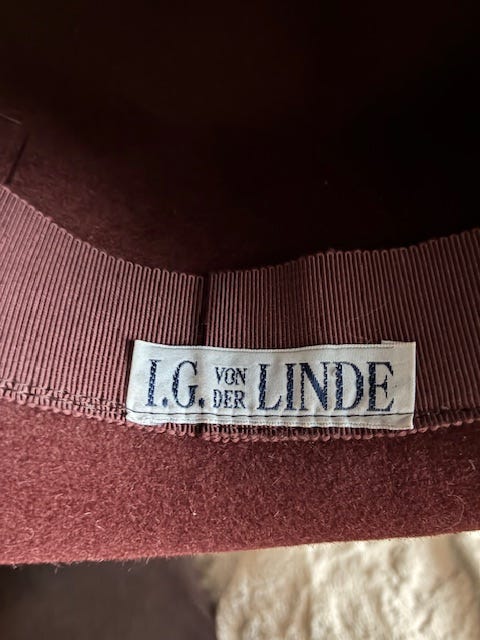 I.G. VON DER LINDE